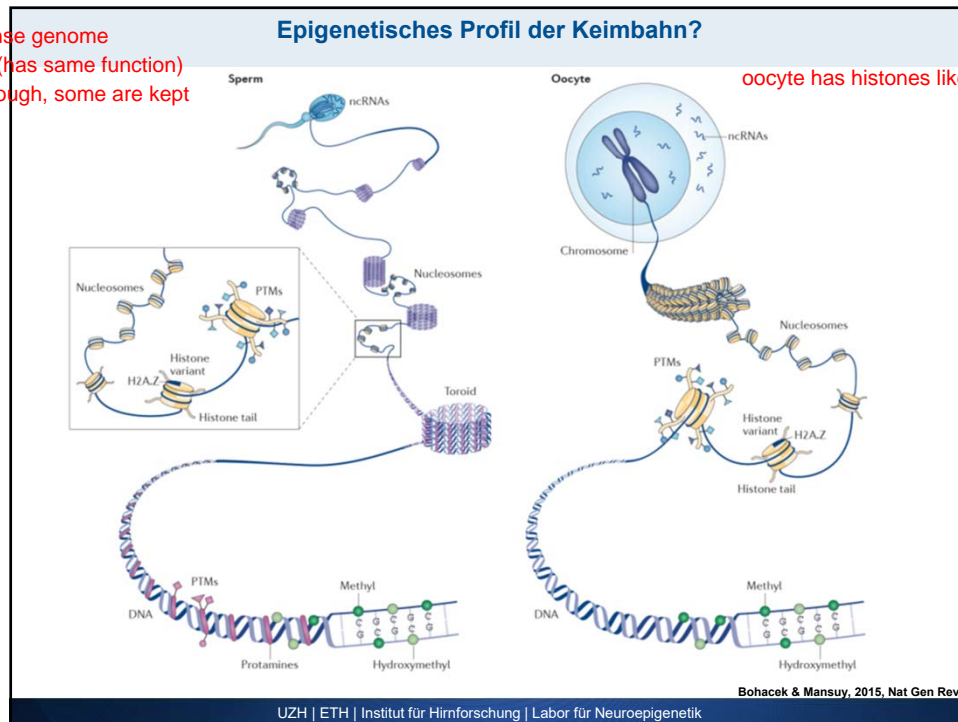 Epigenetisches Profil der Keimbahn?
genome
(has same function)
some are kept
oocyte has histones
Sperm
ncRNAs
Nucleosomes
Nucleosomes
PTMs
Histone
variant
H2A.Z
Histone tail
Toroid
PTMs
DNA
Protamines
Methyl
C C C C
G G G G
Hydroxymethyl
Oocyte
ncRNAs
Chromosome
Nucleosomes
PTMs
Histone
variant
H2A.Z
Histone tail
DNA
Methyl
Hydroxymethyl
Bohacek & Mansuy, 2015, Nat Gen Rev
UZH | ETH | Institut für Hirnforschung | Labor für Neuroepigenetik